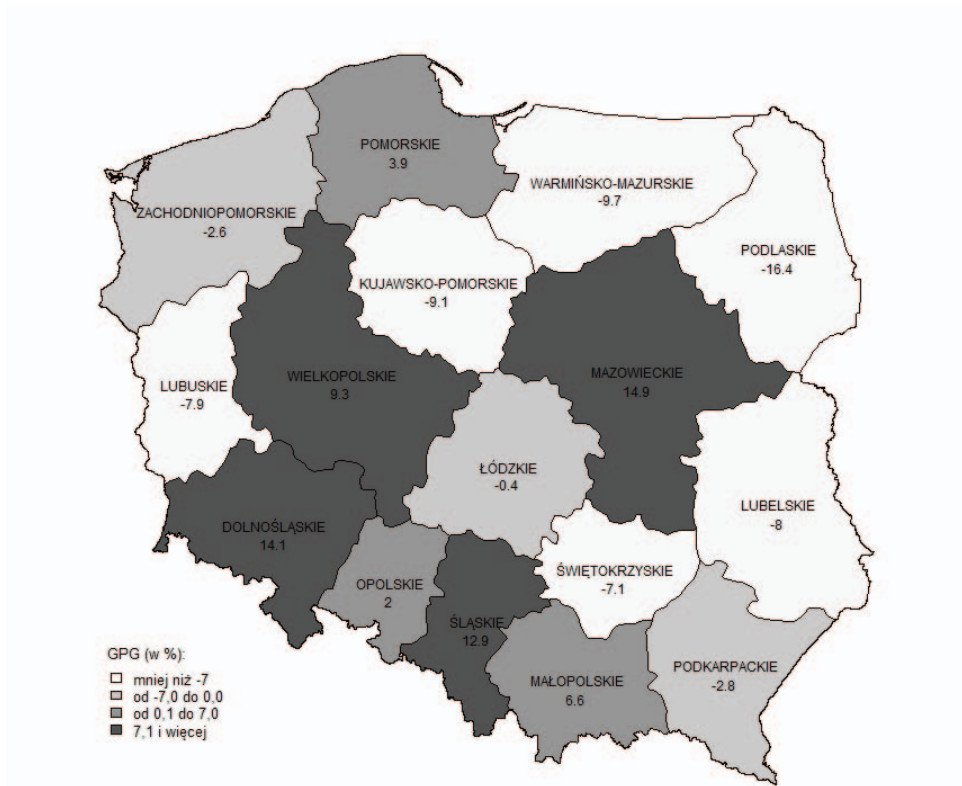 POMORSKIE
3.9
WARMIŃSKO-MAZURSKIE
-9.7
ZACHODNIOPOMORSKIE
-2.6
PODLASKIE
-16.4
KUJAWSKO-POMORSKIE
-9.1
MAZOWIECKIE
14.9
WIELKOPOLSKIE
9.3
LUBUSKIE
-7.9
ŁÓDZKIE
-0.4
LUBELSKIE
-8
DOLNOŚLĄSKIE
14.1
ŚWIĘTOKRZYSKIE
-7.1
OPOLSKIE
2
ŚLĄSKIE
12.9
PODKARPACKIE
-2.8
MAŁOPOLSKIE
6.6
GPG (w %):
mniej niż -7
od -7,0 do 0,0
od 0,1 do 7,0
7,1 i więcej